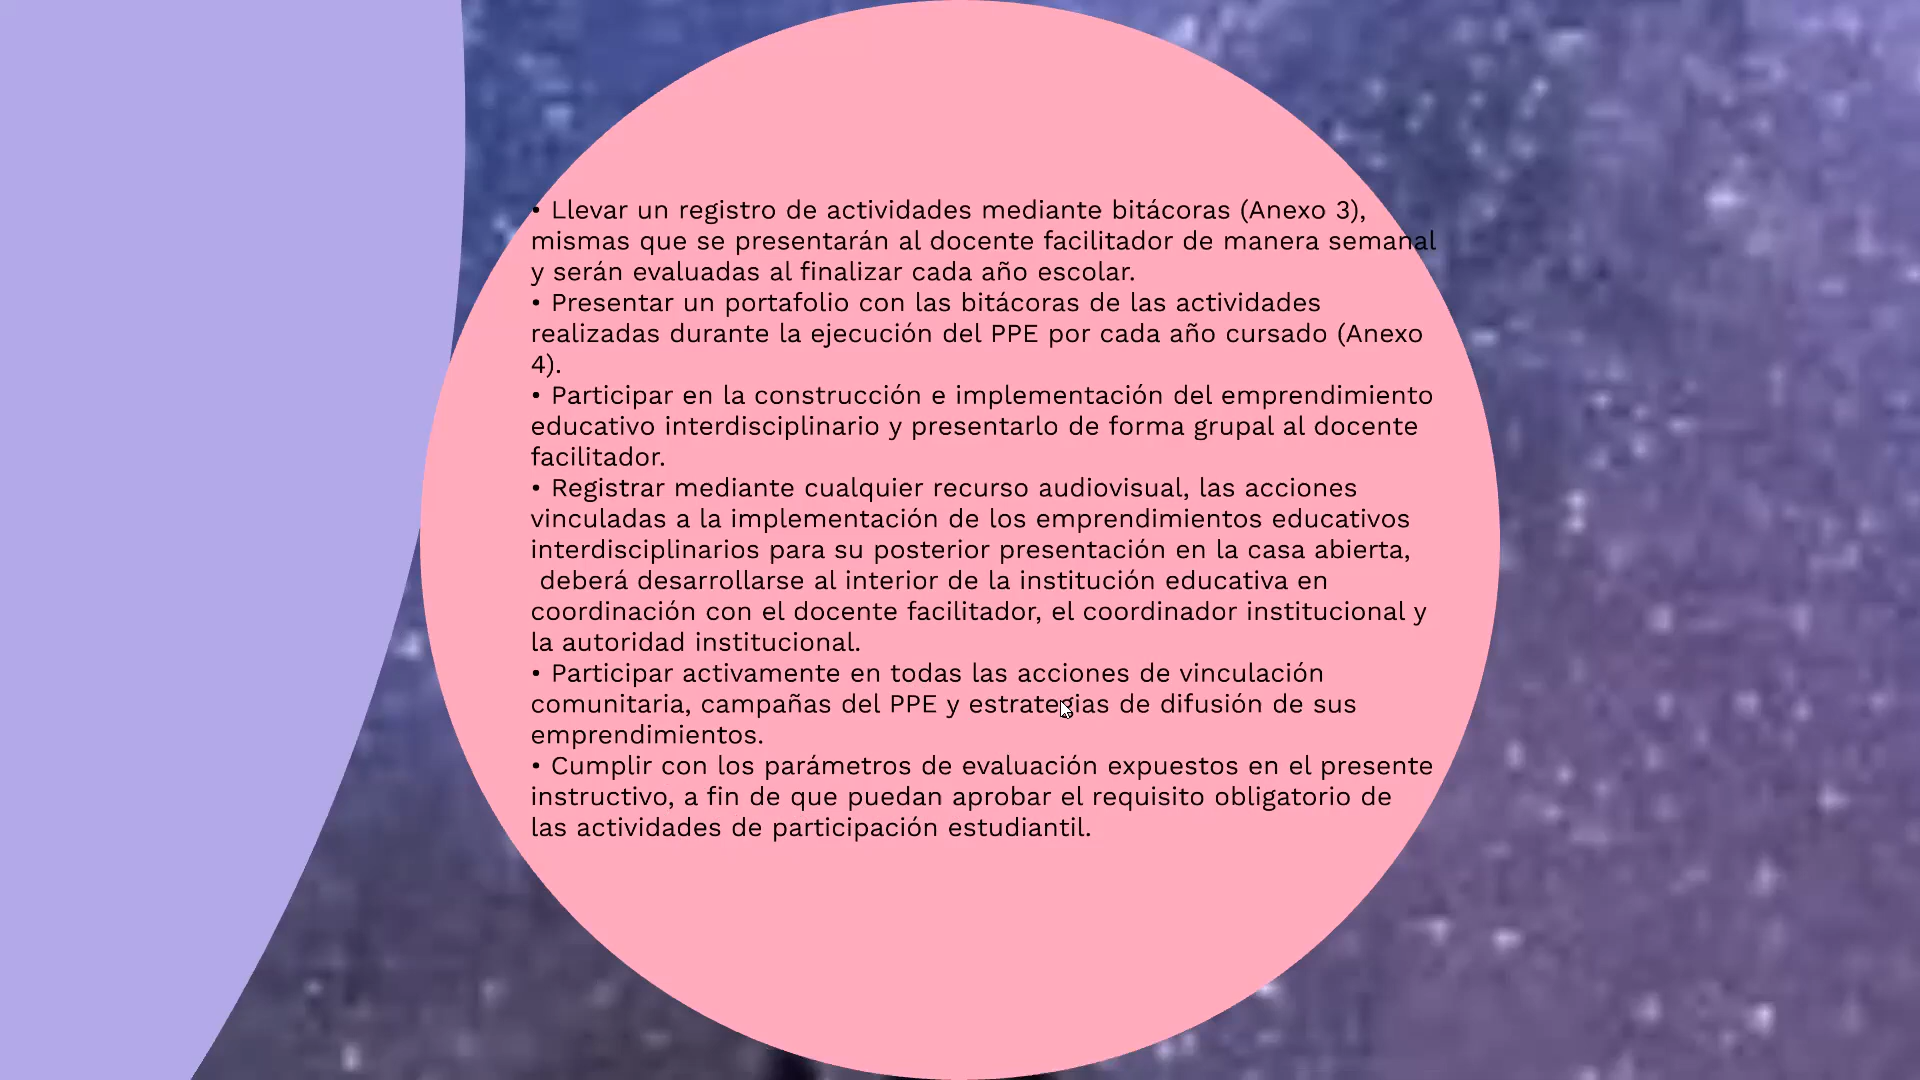 • Llevar un registro de actividades mediante bitácoras (Anexo 3),
mismas que se presentarán al docente facilitador de manera semanal
y serán evaluadas al finalizar cada año escolar.
• Presentar un portafolio con las bitácoras de las actividades
realizadas durante la ejecución del PPE por cada año cursado (Anexo
4).
• Participar en la construcción e implementación del emprendimiento
educativo interdisciplinario y presentarlo de forma grupal al docente
facilitador.
• Registrar mediante cualquier recurso audiovisual, las acciones
vinculadas a la implementación de los emprendimientos educativos
interdisciplinarios para su posterior presentación en la casa abierta,
deberá desarrollarse al interior de la institución educativa en
coordinación con el docente facilitador, el coordinador institucional y
la autoridad institucional.
• Participar activamente en todas las acciones de vinculación
comunitaria, campañas del PPE y estrategias de difusión de sus
emprendimientos.
• Cumplir con los parámetros de evaluación expuestos en el presente
instructivo, a fin de que puedan aprobar el requisito obligatorio de
las actividades de participación estudiantil.